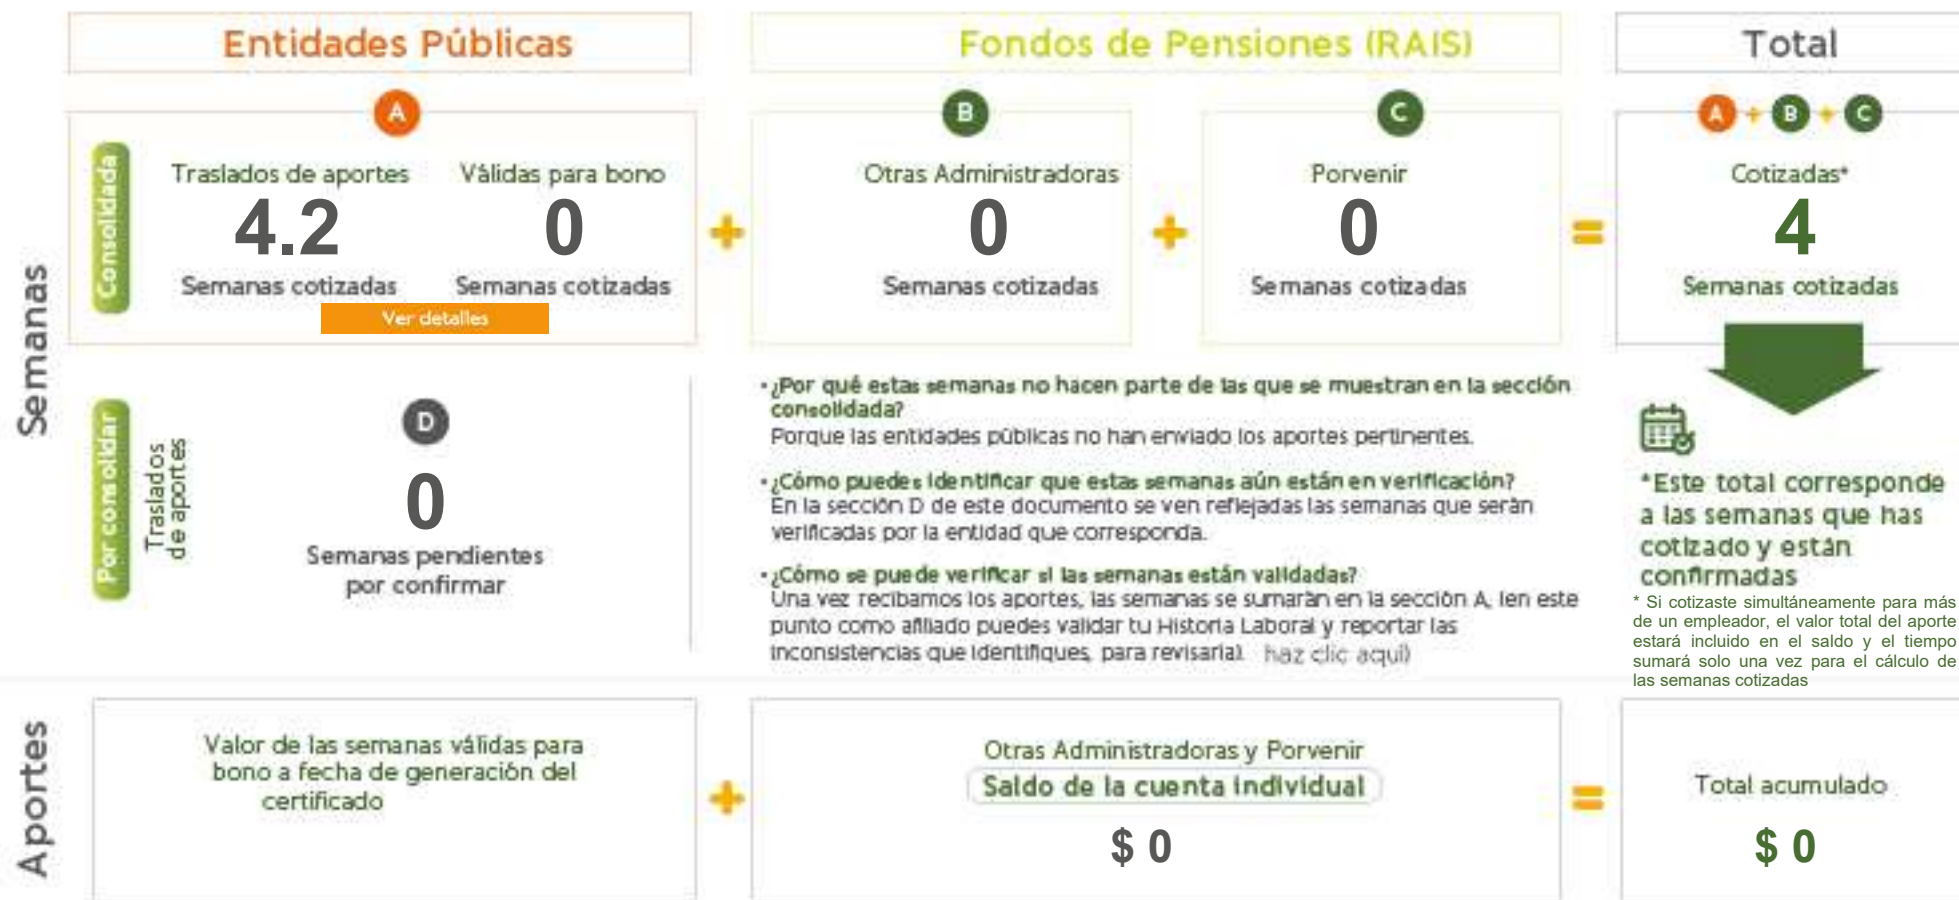 Entidades Públicas
Fondos de Pensiones (RAIS)
Total
Semanas
Consolidada
A
Traslados de aportes
4.2
Semanas cotizadas
Válidas para bono
0
Semanas cotizadas
Ver detalles
+
B
Otras Administradoras
0
Semanas cotizadas
+
C
Porvenir
0
Semanas cotizadas
=
A + B + C
Cotizadas*
4
Semanas cotizadas
Por consolidar
Traslados
de aportes
D
0
Semanas pendientes
por confirmar
• ¿Por qué estas semanas no hacen parte de las que se muestran en la sección
consolidada?
Porque las entidades públicas no han enviado los aportes pertinentes.
• ¿Cómo puedes identificar que estas semanas aún están en verificación?
En la sección D de este documento se ven reflejadas las semanas que serán
verificadas por la entidad que corresponda.
• ¿Cómo se puede verificar si las semanas están validadas?
Una vez recibamos los aportes, las semanas se sumarán en la sección A, (en este
punto como afiliado puedes validar tu Historia Laboral y reportar las
inconsistencias que identifiques, para revisarla). haz clic aquí)
*Este total corresponde
a las semanas que has
cotizado y están
confirmadas
* Si cotizaste simultáneamente para más
de un empleador, el valor total del aporte
estará incluido en el saldo y el tiempo
sumará solo una vez para el cálculo de
las semanas cotizadas
Aportes
Valor de las semanas válidas para
bono a fecha de generación del
certificado
+
Otras Administradoras y Porvenir
Saldo de la cuenta individual
$ 0
=
Total acumulado
$ 0